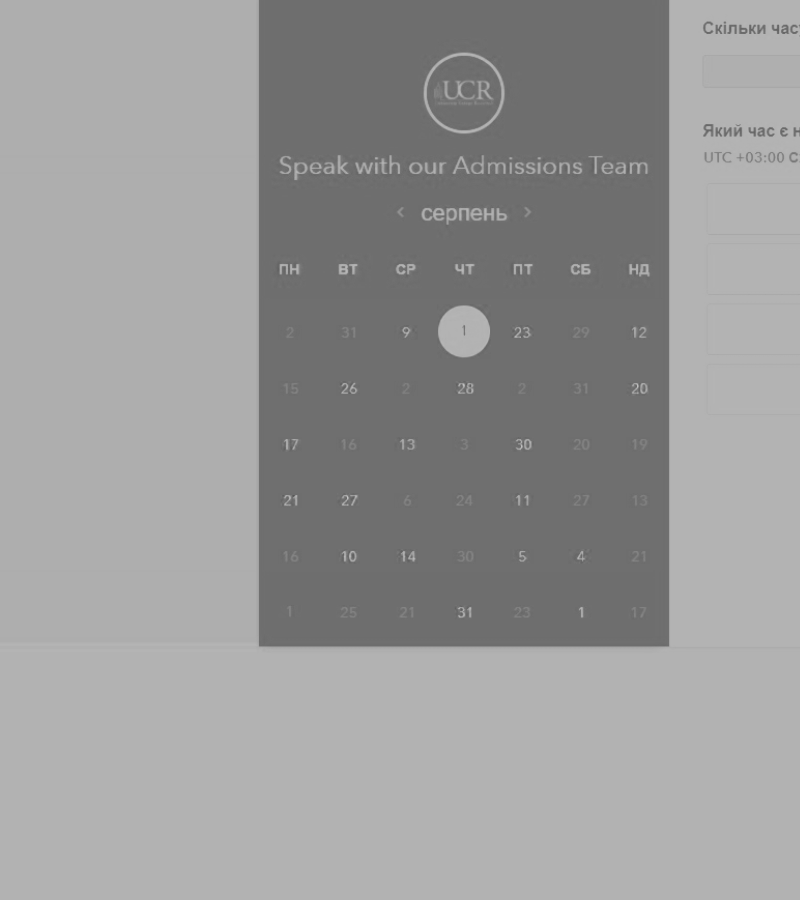 Скільки час
UCR
Який час є н
Speak with our Admissions Team
UTC +03:00 С
‹ серпень ›
ПН ВТ СР ЧТ ПТ СБ НД
2 31 9 1 23 29 12
15 26 2 28 2 31 20
17 16 13 3 30 20 19
21 27 6 24 11 27 13
16 10 14 30 5 4 21
1 25 21 31 23 1 17